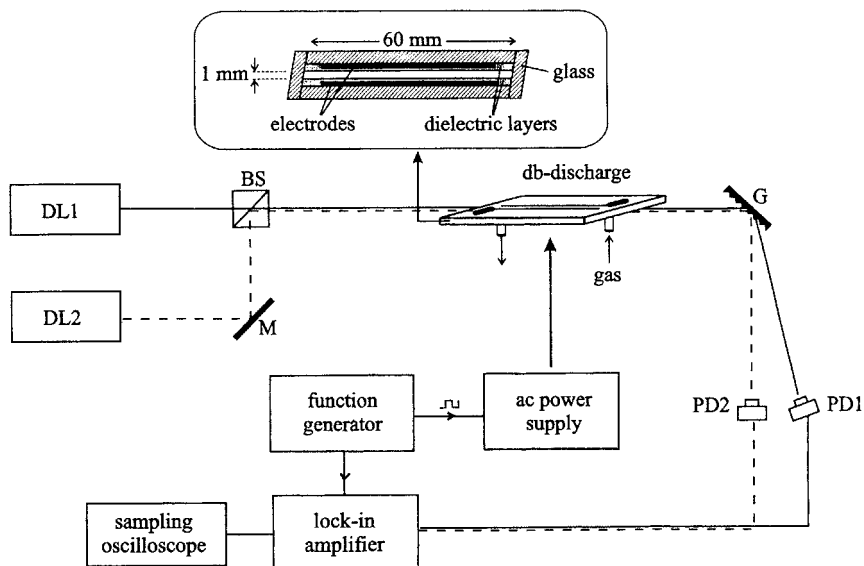 60 mm
1 mm
glass
electrodes
dielectric layers
BS
db-discharge
G
DL1
gas
DL2
M
function
generator
ac power
supply
PD2
PD1
sampling
oscilloscope
lock-in
amplifier